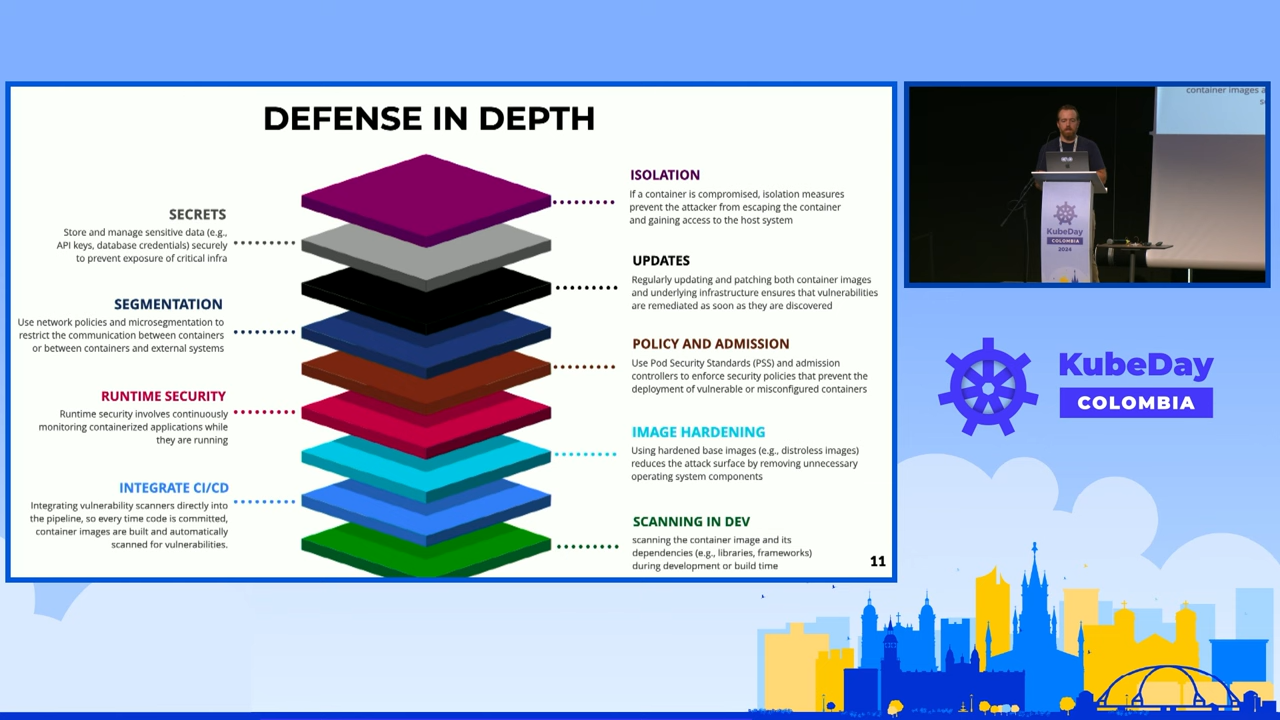 DEFENSE IN DEPTH
SECRETS
Store and manage sensitive data (e.g.,
API keys, database credentials) securely
to prevent exposure of critical infra
SEGMENTATION
Use network policies and microsegmentation to
restrict the communication between containers
or between containers and external systems
RUNTIME SECURITY
Runtime security involves continuously
monitoring containerized applications while
they are running
INTEGRATE CI/CD
Integrating vulnerability scanners directly into
the pipeline, so every time code is committed,
container images are built and automatically
scanned for vulnerabilities.
ISOLATION
If a container is compromised, isolation measures
prevent the attacker from escaping the container
and gaining access to the host system
UPDATES
Regularly updating and patching both container images
and underlying infrastructure ensures that vulnerabilities
are remediated as soon as they are discovered
POLICY AND ADMISSION
Use Pod Security Standards (PSS) and admission
controllers to enforce security policies that prevent the
deployment of vulnerable or misconfigured containers
IMAGE HARDENING
Using hardened base images (e.g., distroless images)
reduces the attack surface by removing unnecessary
operating system components
SCANNING IN DEV
scanning the container image and its
dependencies (e.g., libraries, frameworks)
during development or build time
11
container images a
KubeDay
COLOMBIA
2024
KubeDay
COLOMBIA